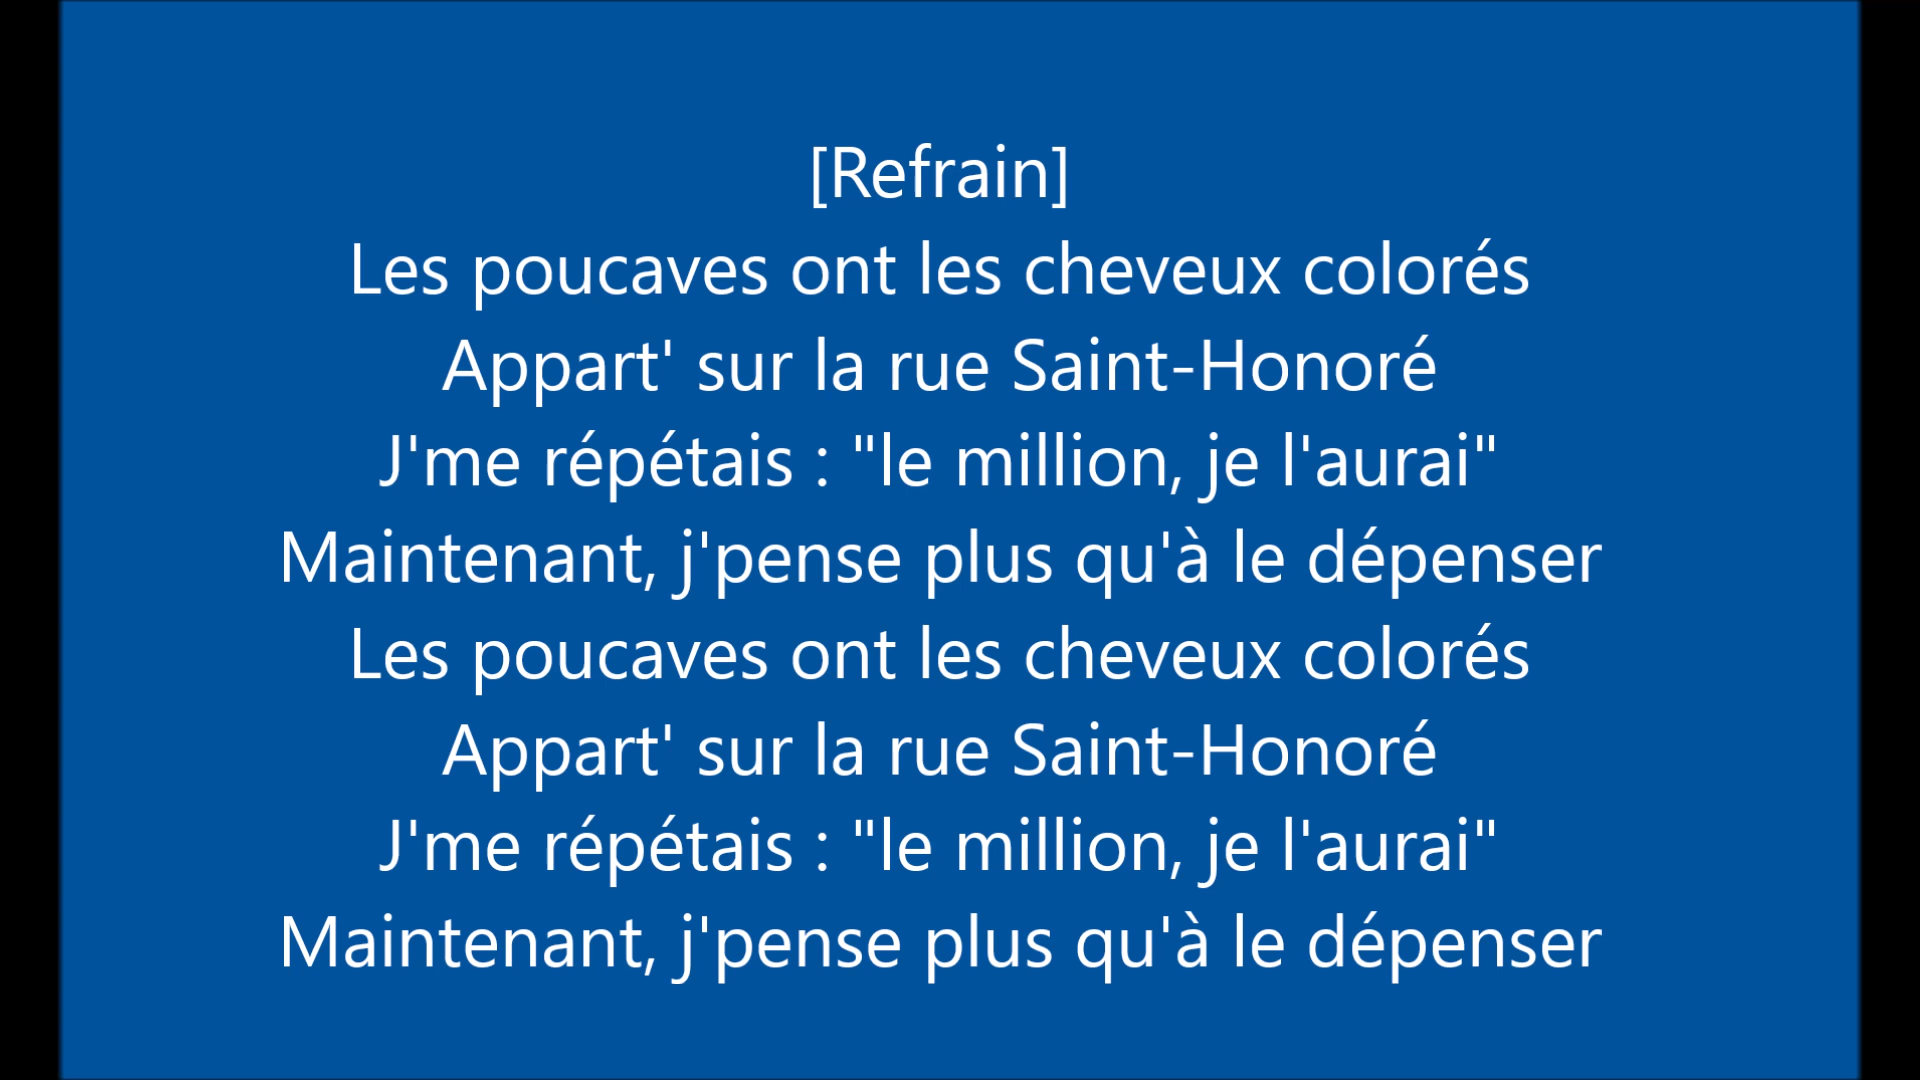 [Refrain]
Les poucaves ont les cheveux colorés
Appart' sur la rue Saint-Honoré
J'me répétais : "le million, je l'aurai"
Maintenant, j'pense plus qu'à le dépenser
Les poucaves ont les cheveux colorés
Appart' sur la rue Saint-Honoré
J'me répétais : "le million, je l'aurai"
Maintenant, j'pense plus qu'à le dépenser